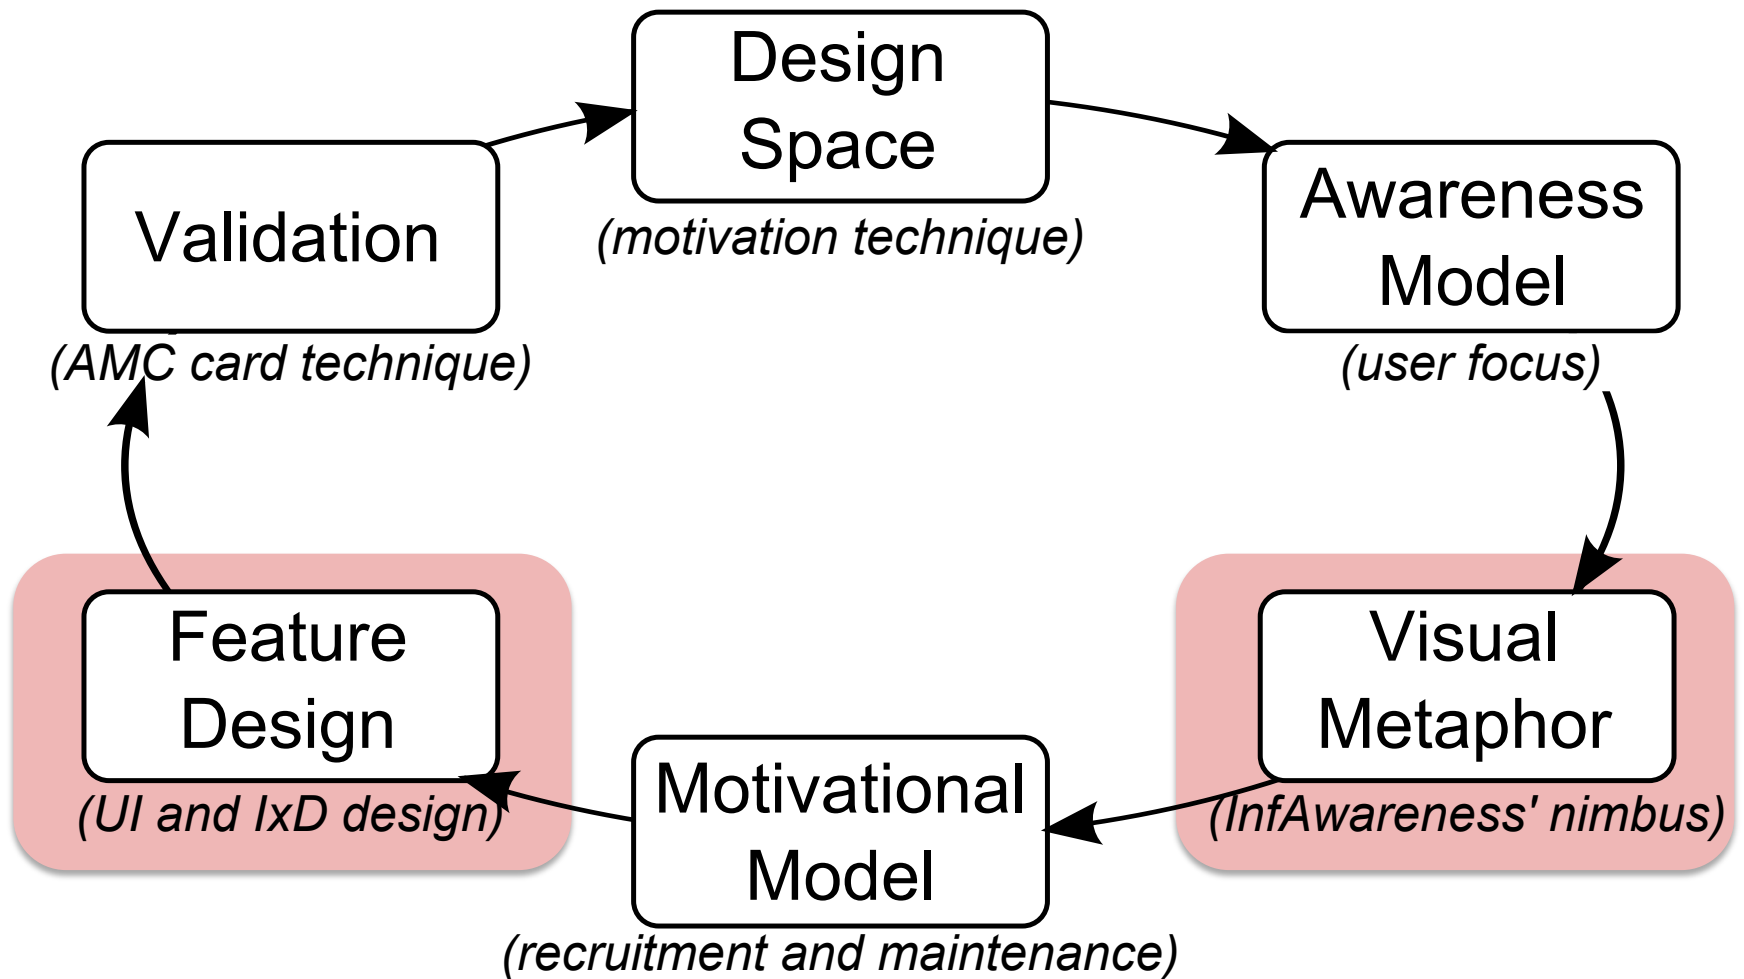 Design
Space
(motivation technique)
Awareness
Model
(user focus)
Visual
Metaphor
(InfAwareness' nimbus)
Motivational
Model
(recruitment and maintenance)
Feature
Design
(UI and IxD design)
Validation
(AMC card technique)